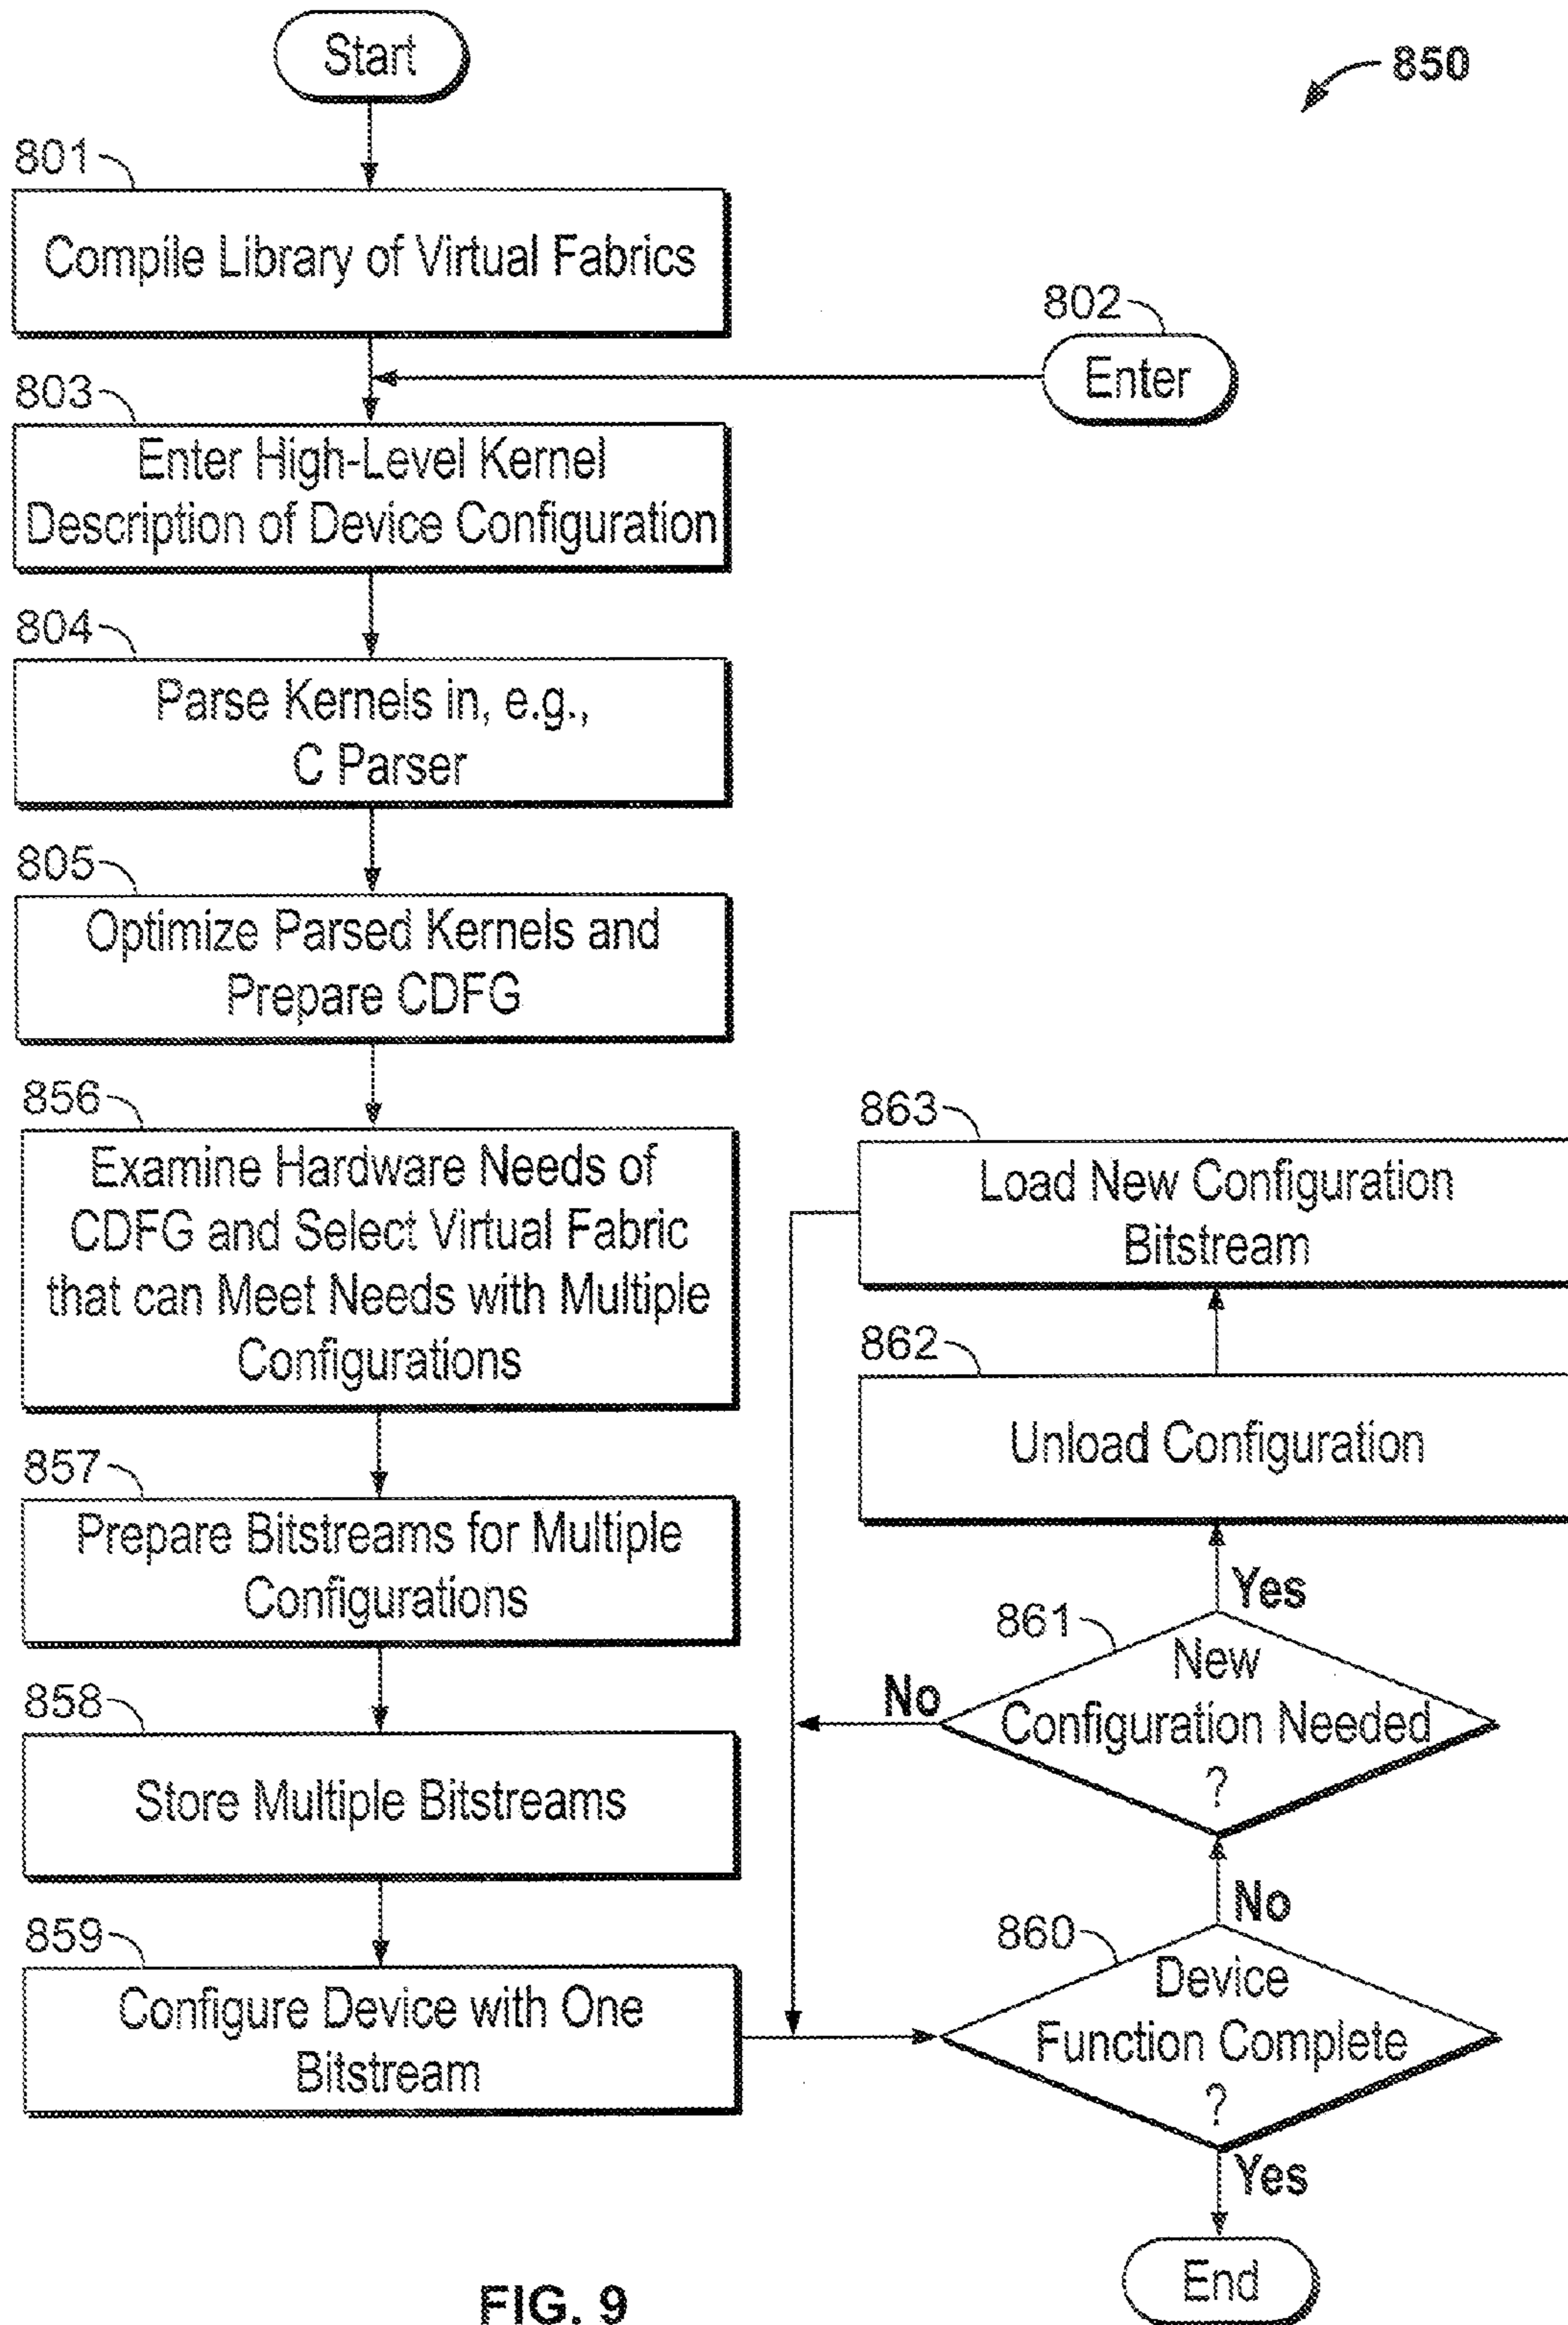 Start
850
801
Compile Library of Virtual Fabrics
802
Enter
803
Enter High-Level Kernel
Description of Device Configuration
804
Parse Kernels in, e.g.,
C Parser
805
Optimize Parsed Kernels and
Prepare CDFG
856
Examine Hardware Needs of
CDFG and Select Virtual Fabric
that can Meet Needs with Multiple
Configurations
857
Prepare Bitstreams for Multiple
Configurations
858
Store Multiple Bitstreams
859
Configure Device with One
Bitstream
863
Load New Configuration
Bitstream
862
Unload Configuration
Yes
861
New
Configuration Needed
?
No
No
860
Device
Function Complete
?
Yes
End
FIG. 9